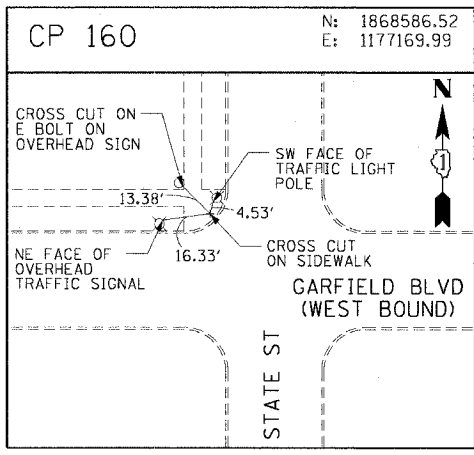 CP 160
N: 1868586.52
E: 1177169.99
CROSS CUT ON
E BOLT ON
OVERHEAD SIGN
N
1
SW FACE OF
TRAFFIC LIGHT
POLE
13.38'
4.53'
16.33'
NE FACE OF
OVERHEAD
TRAFFIC SIGNAL
CROSS CUT
ON SIDEWALK
GARFIELD BLVD
(WEST BOUND)
STATE ST